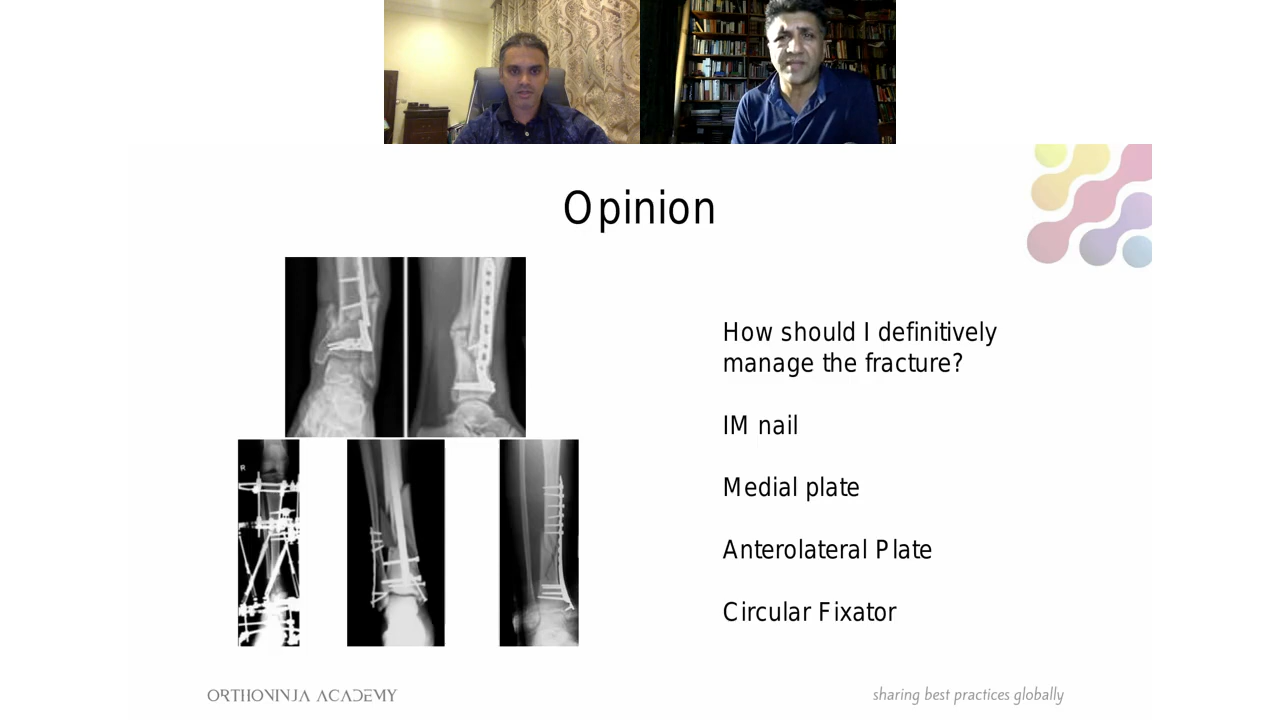 Opinion
How should I definitively
manage the fracture?
IM nail
Medial plate
Anterolateral Plate
Circular Fixator
R
ORTHONINJA ACADEMY
sharing best practices globally